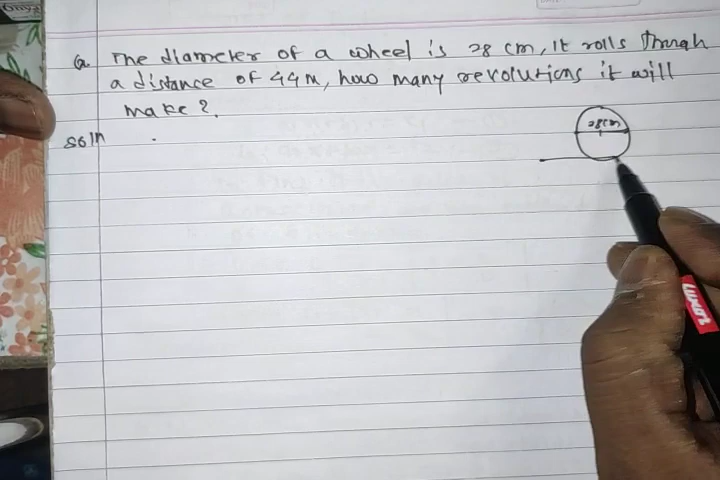 Q The diameter of a wheel is 28 cm, It rolls through
a distance of 44 m, how many revolutions it will
make?
Soln
28cm